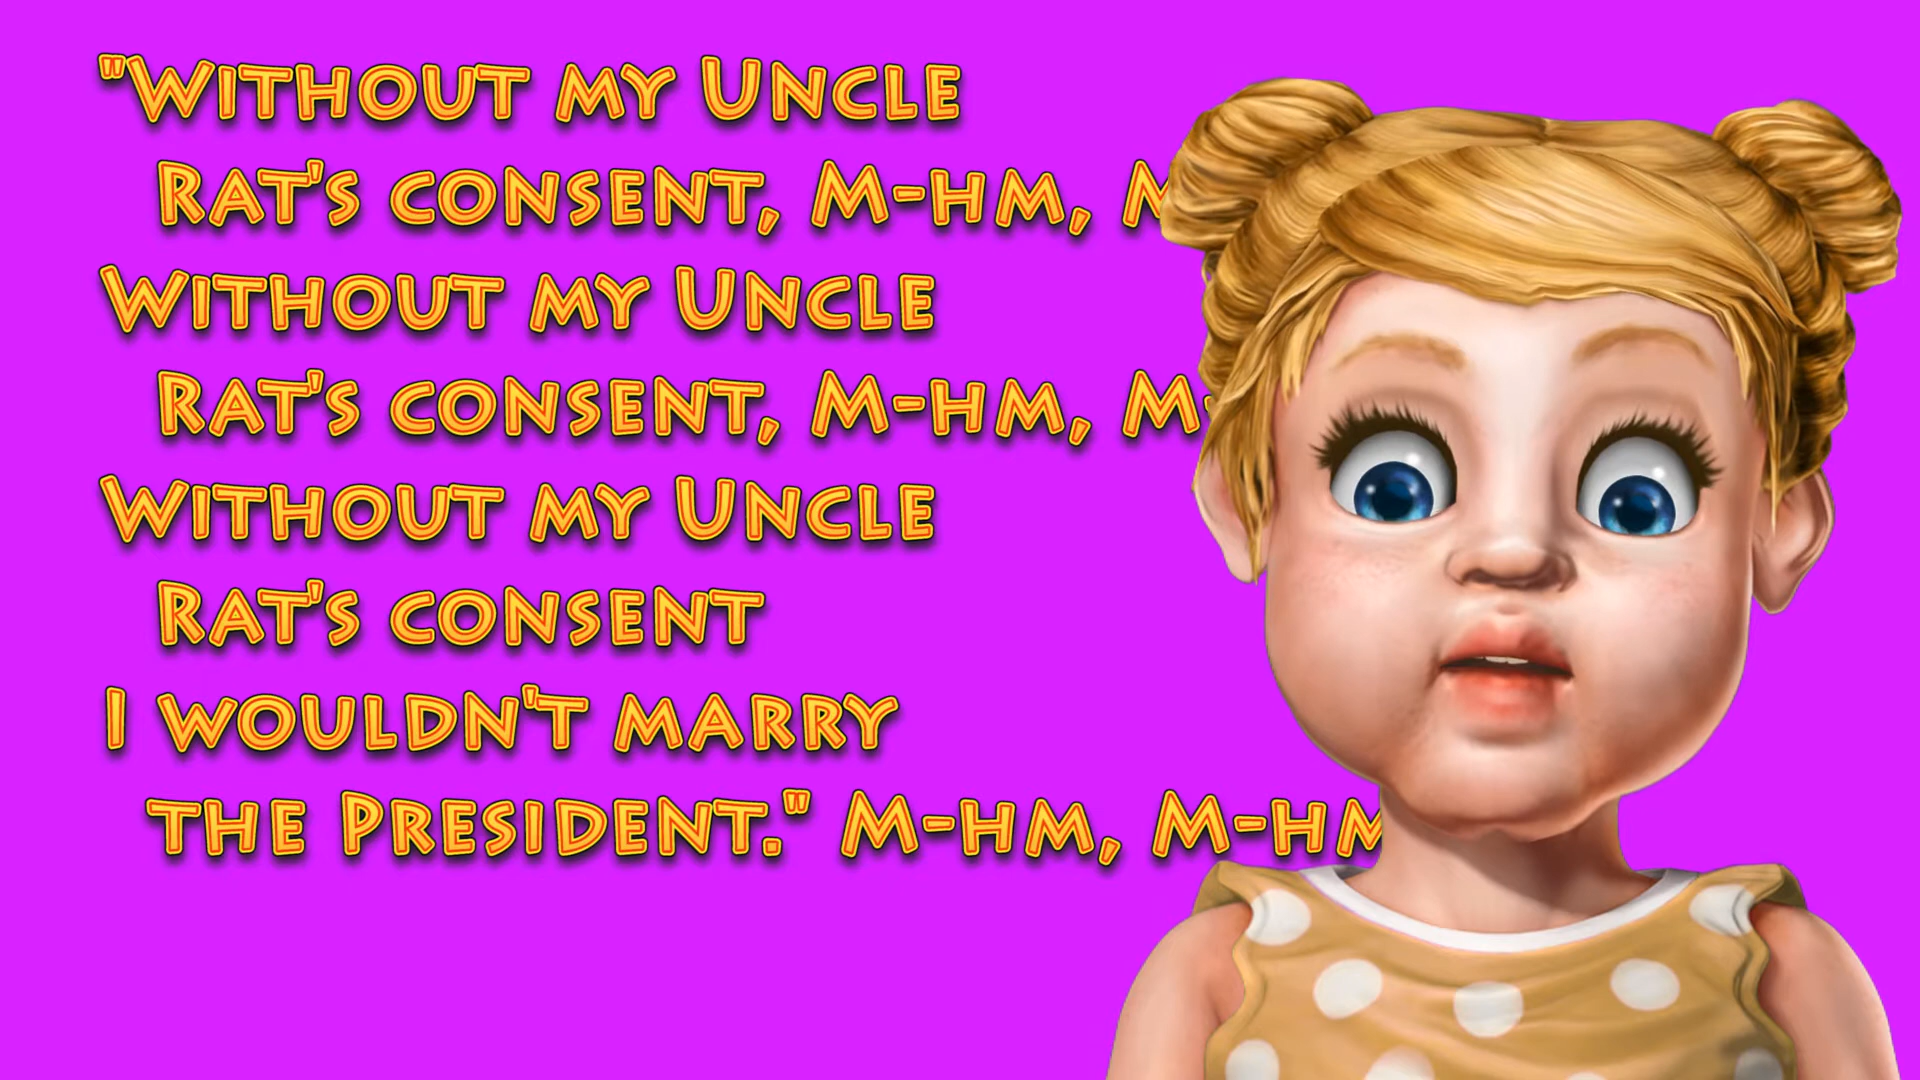 "Without my Uncle
Rat's consent, M-hm,
Without my Uncle
Rat's consent, M-hm,
Without my Uncle
Rat's consent
I wouldn't marry
the President." M-hm, M-hm